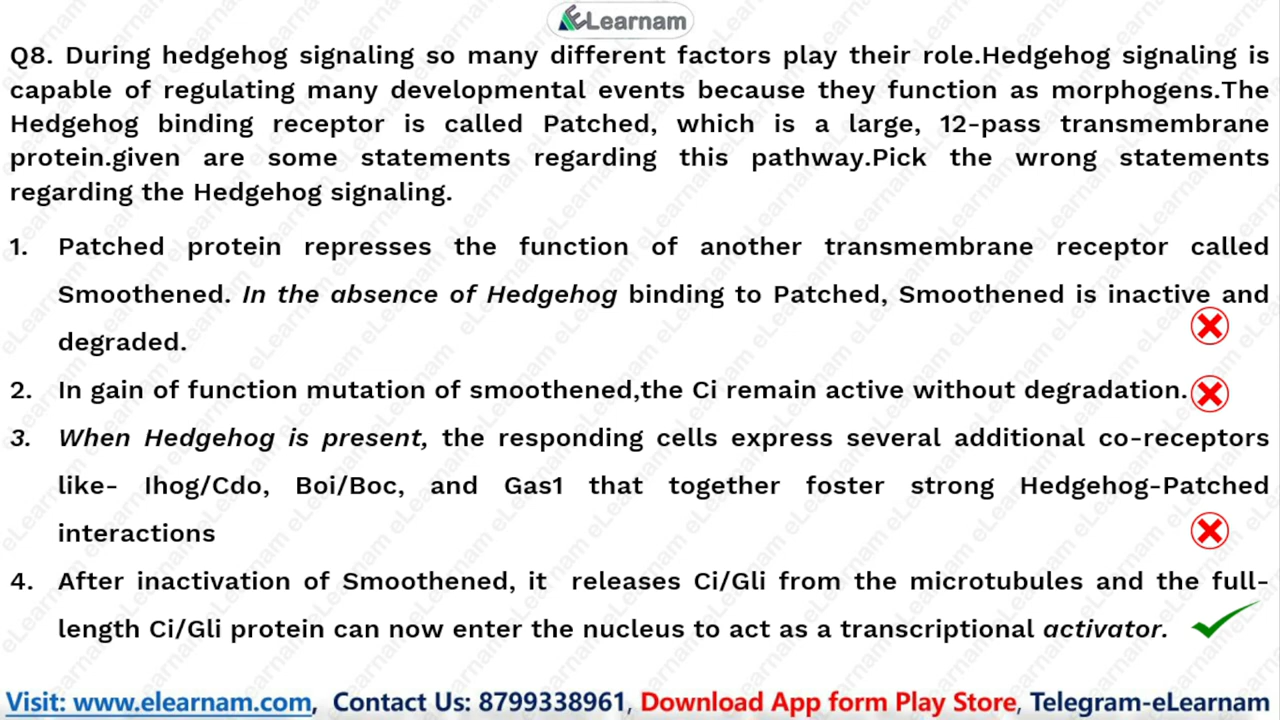 eLearnam
Q8. During hedgehog signaling so many different factors play their role.Hedgehog signaling is
capable of regulating many developmental events because they function as morphogens.The
Hedgehog binding receptor is called Patched, which is a large, 12-pass transmembrane
protein.given are some statements regarding this pathway.Pick the wrong statements
regarding the Hedgehog signaling.
1. Patched protein represses the function of another transmembrane receptor called
Smoothened. In the absence of Hedgehog binding to Patched, Smoothened is inactive and
degraded.
2. In gain of function mutation of smoothened,the Ci remain active without degradation.
3. When Hedgehog is present, the responding cells express several additional co-receptors
like- Ihog/Cdo, Boi/Boc, and Gas1 that together foster strong Hedgehog-Patched
interactions
4. After inactivation of Smoothened, it releases Ci/Gli from the microtubules and the full-
length Ci/Gli protein can now enter the nucleus to act as a transcriptional activator.
Visit: www.elearnam.com, Contact Us: 8799338961, Download App form Play Store, Telegram-eLearnam